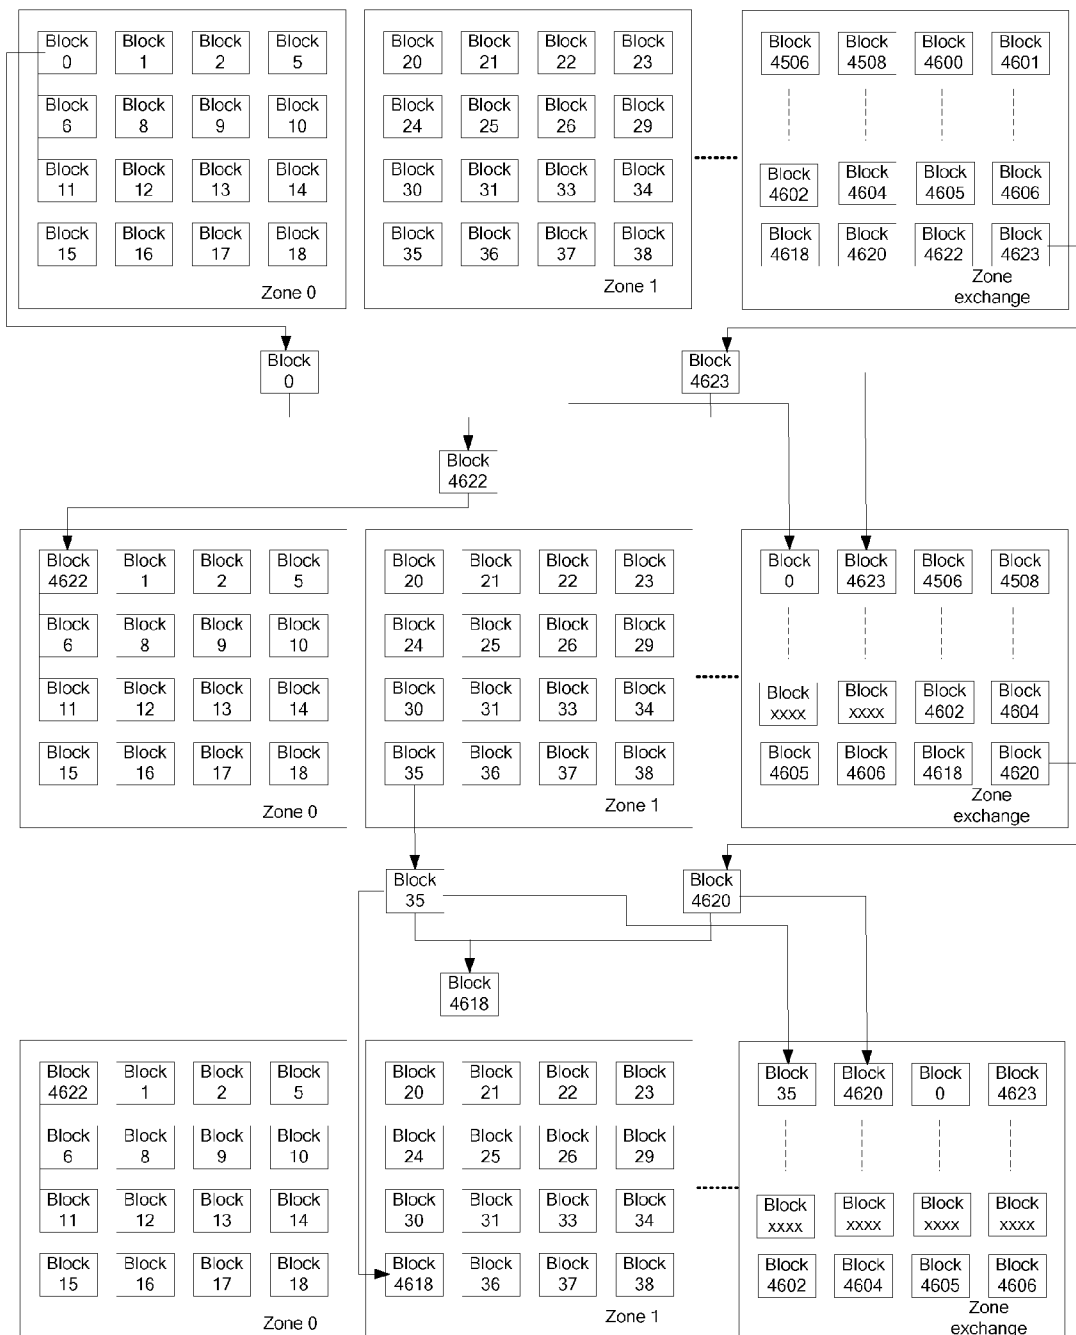 Block Block Block Block
0 1 2 5
Block Block Block Block
6 8 9 10
Block Block Block Block
11 12 13 14
Block Block Block Block
15 16 17 18
Zone 0
Block Block Block Block
20 21 22 23
Block Block Block Block
24 25 26 29
Block Block Block Block
30 31 33 34
Block Block Block Block
35 36 37 38
Zone 1
Block Block Block Block
4506 4508 4600 4601
Block Block Block Block
4602 4604 4605 4606
Block Block Block Block
4618 4620 4622 4623
Zone
exchange
Block
0
Block
4623
Block
4622
Block Block Block Block
4622 1 2 5
Block Block Block Block
6 8 9 10
Block Block Block Block
11 12 13 14
Block Block Block Block
15 16 17 18
Zone 0
Block Block Block Block
20 21 22 23
Block Block Block Block
24 25 26 29
Block Block Block Block
30 31 33 34
Block Block Block Block
35 36 37 38
Zone 1
Block Block Block Block
0 4623 4506 4508
Block Block Block Block
xxxx xxxx 4602 4604
Block Block Block Block
4605 4606 4618 4620
Zone
exchange
Block
35
Block
4620
Block
4618
Block Block Block Block
4622 1 2 5
Block Block Block Block
6 8 9 10
Block Block Block Block
11 12 13 14
Block Block Block Block
15 16 17 18
Zone 0
Block Block Block Block
20 21 22 23
Block Block Block Block
24 25 26 29
Block Block Block Block
30 31 33 34
Block Block Block Block
4618 36 37 38
Zone 1
Block Block Block Block
35 4620 0 4623
Block Block Block Block
xxxx xxxx xxxx xxxx
Block Block Block Block
4602 4604 4605 4606
Zone
exchange